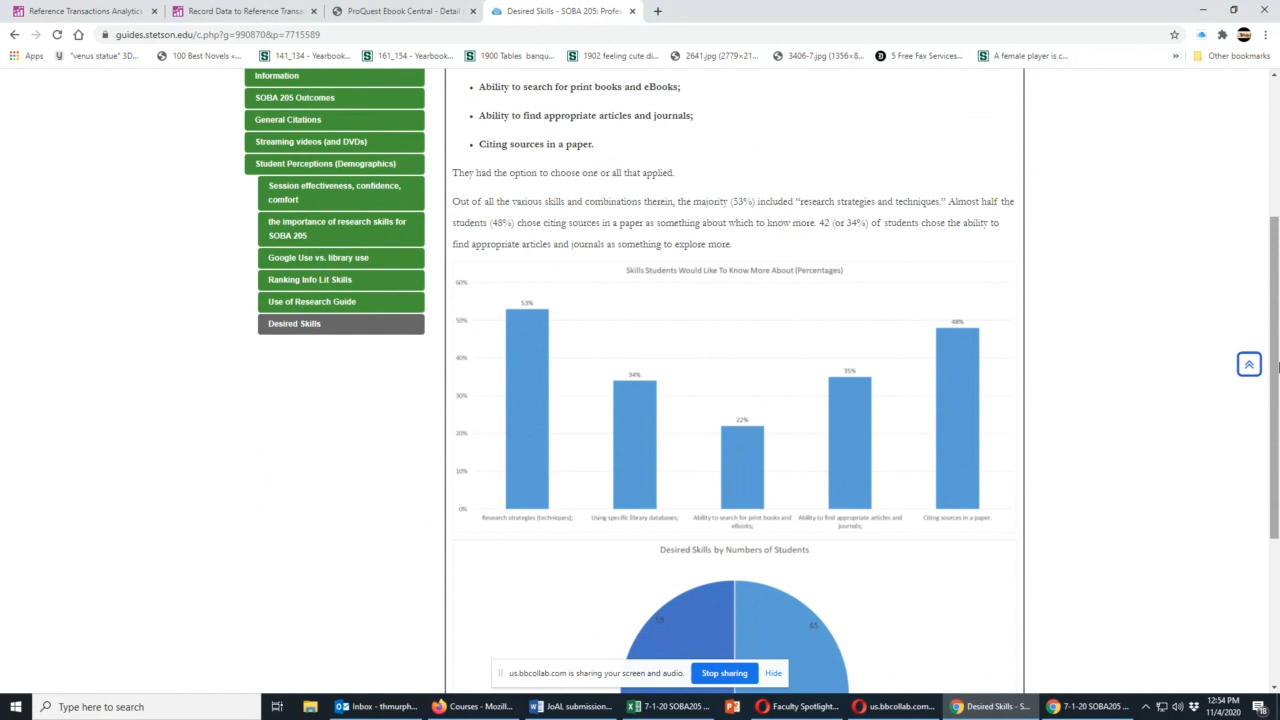 Reference Transactions Analytics
Record Data to Reference Transa
ProQuest Ebook Central - Detail
Desired Skills - SOBA 205: Profes
guides.stetson.edu/c.php?g=990870&p=7715589
Apps
"venus statue" 3D...
100 Best Novels «...
141_134 - Yearbook...
161_154 - Yearbook...
1900 Tables banqu...
1902 feeling cute di...
2641.jpg (2779×21...
3406-7.jpg (1356×8...
5 Free Fax Services...
A female player is c...
»
Other bookmarks
Information
SOBA 205 Outcomes
General Citations
Streaming videos (and DVDs)
Student Perceptions (Demographics)
Session effectiveness, confidence,
comfort
the importance of research skills for
SOBA 205
Google Use vs. library use
Ranking Info Lit Skills
Use of Research Guide
Desired Skills
• Ability to search for print books and eBooks;
• Ability to find appropriate articles and journals;
• Citing sources in a paper.
They had the option to choose one or all that applied.
Out of all the various skills and combinations therein, the majority (53%) included “research strategies and techniques.” Almost half the
students (48%) chose citing sources in a paper as something about which to know more. 42 (or 34%) of students chose the ability to
find appropriate articles and journals as something to explore more.
Skills Students Would Like To Know More About (Percentages)
60%
50%
40%
30%
20%
10%
0%
53%
34%
22%
35%
48%
Research strategies (techniques);
Using specific library databases;
Ability to search for print books and
eBooks;
Ability to find appropriate articles and
journals;
Citing sources in a paper.
Desired Skills by Numbers of Students
59
65
us.bbcollab.com is sharing your screen and audio.
Stop sharing
Hide
Type here to search
Inbox - thmurph...
Courses - Mozill...
JoAL submission...
7-1-20 SOBA205 ...
Faculty Spotlight...
us.bbcollab.com...
Desired Skills - S...
7-1-20 SOBA205 ...
12:54 PM
11/4/2020
18